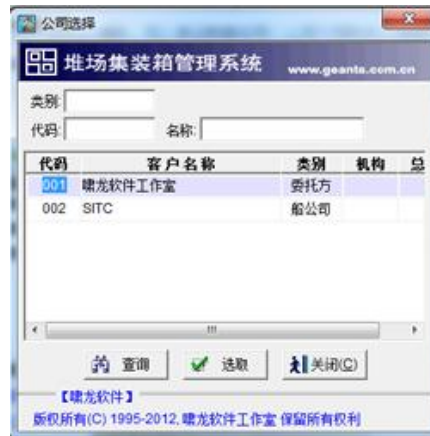 公司选择
堆场集装箱管理系统 www.geanta.com.cn
类别:
代码: 名称:
代码 客户名称 类别 机构 总
001 啸龙软件工作室 委托方
002 SITC 船公司
查询 选取 关闭(C)
【啸龙软件】
版权所有(C) 1995-2012, 啸龙软件工作室 保留所有权利